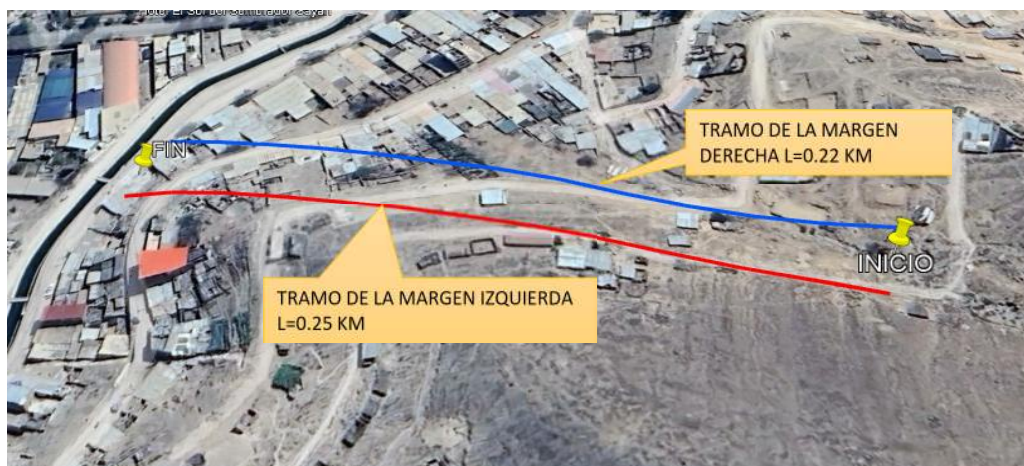 FIN
TRAMO DE LA MARGEN
DERECHA L=0.22 KM
INICIO
TRAMO DE LA MARGEN IZQUIERDA
L=0.25 KM